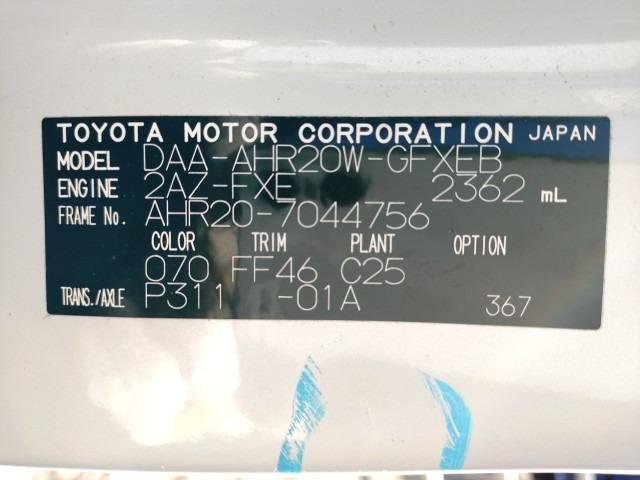 TOYOTA MOTOR CORPORATION JAPAN
MODEL DAA-AHR20W-GFXEB
ENGINE 2AZ-FXE 2362 mL
FRAME No. AHR20-7044756
COLOR TRIM PLANT OPTION
070 FF46 C25
TRANS./AXLE P311 -01A 367